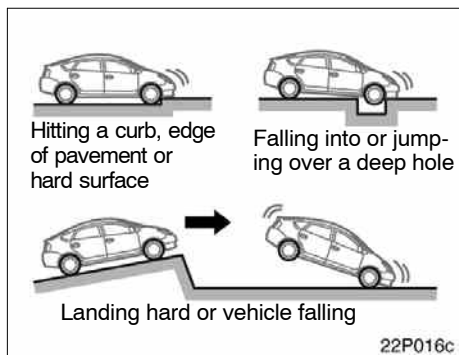 Hitting a curb, edge
of pavement or
hard surface
Falling into or jump-
ing over a deep hole
Landing hard or vehicle falling
22P016c